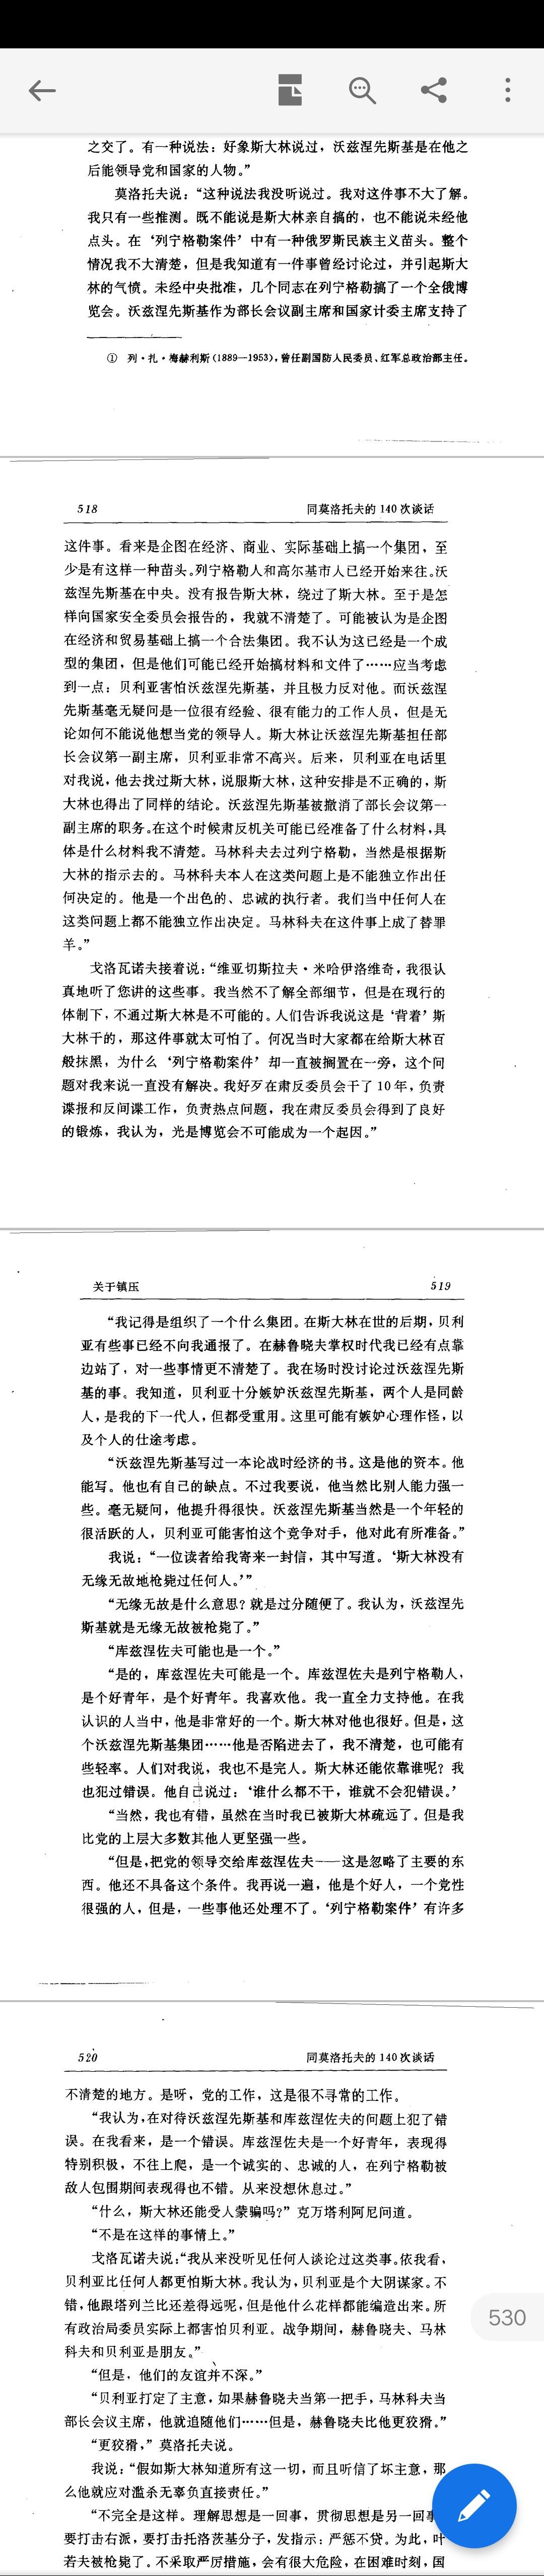 之交了。有一种说法：好象斯大林说过，沃兹涅先斯基是在他之
后能领导党和国家的人物。”
莫洛托夫说：“这种说法我没听说过。我对这件事不大了解。
我只有一些推测。既不能说是斯大林亲自搞的，也不能说未经他
点头。在‘列宁格勒案件’中有一种俄罗斯民族主义苗头。整个
情况我不大清楚，但是我知道有一件事曾经讨论过，并引起斯大
林的气愤。未经中央批准，几个同志在列宁格勒搞了一个全俄博
览会。沃兹涅先斯基作为部长会议副主席和国家计委主席支持了
① 列·扎·梅赫利斯(1889—1953)，曾任副国防人民委员、红军总政治部主任。
518
同莫洛托夫的 140 次谈话
这件事。看来是企图在经济、商业、实际基础上搞一个集团，至
少是有这样一种苗头。列宁格勒人和高尔基市人已经开始来往。沃
兹涅先斯基在中央。没有报告斯大林，绕过了斯大林。至于是怎
样向国家安全委员会报告的，我就不清楚了。可能被认为是企图
在经济和贸易基础上搞一个合法集团。我不认为这已经是一个成
型的集团，但是他们可能已经开始搞材料和文件了……应当考虑
到一点：贝利亚害怕沃兹涅先斯基，并且极力反对他。而沃兹涅
先斯基毫无疑问是一位很有经验、很有能力的工作人员，但是无
论如何不能说他想当党的领导人。斯大林让沃兹涅先斯基担任部
长会议第一副主席，贝利亚非常不高兴。后来，贝利亚在电话里
对我说，他去找过斯大林，说服斯大林，这种安排是不正确的，斯
大林也得出了同样的结论。沃兹涅先斯基被撤消了部长会议第一
副主席的职务。在这个时候肃反机关可能已经准备了什么材料，具
体是什么材料我不清楚。马林科夫去过列宁格勒，当然是根据斯
大林的指示去的。马林科夫本人在这类问题上是不能独立作出任
何决定的。他是一个出色的、忠诚的执行者。我们当中任何人在
这类问题上都不能独立作出决定。马林科夫在这件事上成了替罪
羊。”
戈洛瓦诺夫接着说：“维亚切斯拉夫·米哈伊洛维奇，我很认
真地听了您讲的这些事。我当然不了解全部细节，但是在现行的
体制下，不通过斯大林是不可能的。人们告诉我说这是‘背着’斯
大林干的，那这件事就太可怕了。何况当时大家都在给斯大林百
般抹黑，为什么‘列宁格勒案件’却一直被搁置在一旁，这个问
题对我来说一直没有解决。我好歹在肃反委员会干了 10 年，负责
谍报和反间谍工作，负责热点问题，我在肃反委员会得到了良好
的锻炼，我认为，光是博览会不可能成为一个起因。”
关于镇压
519
“我记得是组织了一个什么集团。在斯大林在世的后期，贝利
亚有些事已经不向我通报了。在赫鲁晓夫掌权时代我已经有点靠
边站了，对一些事情更不清楚了。我在场时没讨论过沃兹涅先斯
基的事。我知道，贝利亚十分嫉妒沃兹涅先斯基，两个人是同龄
人，是我的下一代人，但都受重用。这里可能有嫉妒心理作怪，以
及个人的仕途考虑。
“沃兹涅先斯基写过一本论战时经济的书。这是他的资本。他
能写。他也有自己的缺点。不过我要说，他当然比别人能力强一
些。毫无疑问，他提升得很快。沃兹涅先斯基当然是一个年轻的
很活跃的人，贝利亚可能害怕这个竞争对手，他对此有所准备。”
我说：“一位读者给我寄来一封信，其中写道。‘斯大林没有
无缘无故地枪毙过任何人。’”
“无缘无故是什么意思？就是过分随便了。我认为，沃兹涅先
斯基就是无缘无故被枪毙了。”
“库兹涅佐夫可能也是一个。”
“是的，库兹涅佐夫可能是一个。库兹涅佐夫是列宁格勒人，
是个好青年，是个好青年。我喜欢他。我一直全力支持他。在我
认识的人当中，他是非常好的一个。斯大林对他也很好。但是，这
个沃兹涅先斯基集团……他是否陷进去了，我不清楚，也可能有
些轻率。人们对我说，我也不是完人。斯大林还能依靠谁呢？我
也犯过错误。他自己说过：‘谁什么都不干，谁就不会犯错误。’
“当然，我也有错，虽然在当时我已被斯大林疏远了。但是我
比党的上层大多数其他人更坚强一些。
“但是，把党的领导交给库兹涅佐夫——这是忽略了主要的东
西。他还不具备这个条件。我再说一遍，他是个好人，一个党性
很强的人，但是，一些事他还处理不了。‘列宁格勒案件’有许多
520
同莫洛托夫的 140 次谈话
不清楚的地方。是呀，党的工作，这是很不寻常的工作。
“我认为，在对待沃兹涅先斯基和库兹涅佐夫的问题上犯了错
误。在我看来，是一个错误。库兹涅佐夫是一个好青年，表现得
特别积极，不往上爬，是一个诚实的、忠诚的人，在列宁格勒被
敌人包围期间表现得也不错。从来没想休息过。”
“什么，斯大林还能受人蒙骗吗？”克万塔利阿尼问道。
“不是在这样的事情上。”
戈洛瓦诺夫说：“我从来没听见任何人谈论过这类事。依我看，
贝利亚比任何人都更怕斯大林。我认为，贝利亚是个大阴谋家。不
错，他跟塔列兰比还差得远呢，但是他什么花样都能编造出来。所
有政治局委员实际上都害怕贝利亚。战争期间，赫鲁晓夫、马林
科夫和贝利亚是朋友。”
“但是，他们的友谊并不深。”
“贝利亚打定了主意，如果赫鲁晓夫当第一把手，马林科夫当
部长会议主席，他就追随他们……但是，赫鲁晓夫比他更狡猾。”
“更狡猾，”莫洛托夫说。
我说：“假如斯大林知道所有这一切，而且听信了坏主意，那
么他就应对滥杀无辜负直接责任。”
“不完全是这样。理解思想是一回事，贯彻思想是另一回事
要打击右派，要打击托洛茨基分子，发指示：严惩不贷。为此，叶
若夫被枪毙了。不采取严厉措施，会有很大危险，在困难时刻，国
530